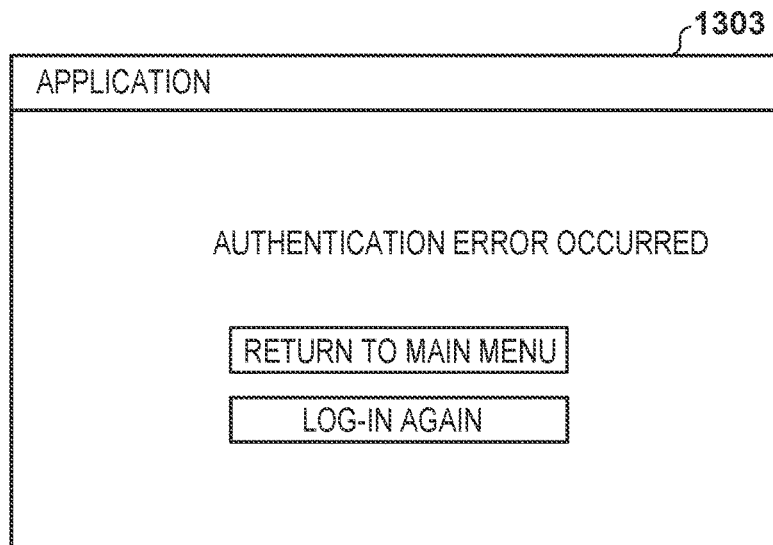 1303
APPLICATION
AUTHENTICATION ERROR OCCURRED
RETURN TO MAIN MENU
LOG-IN AGAIN